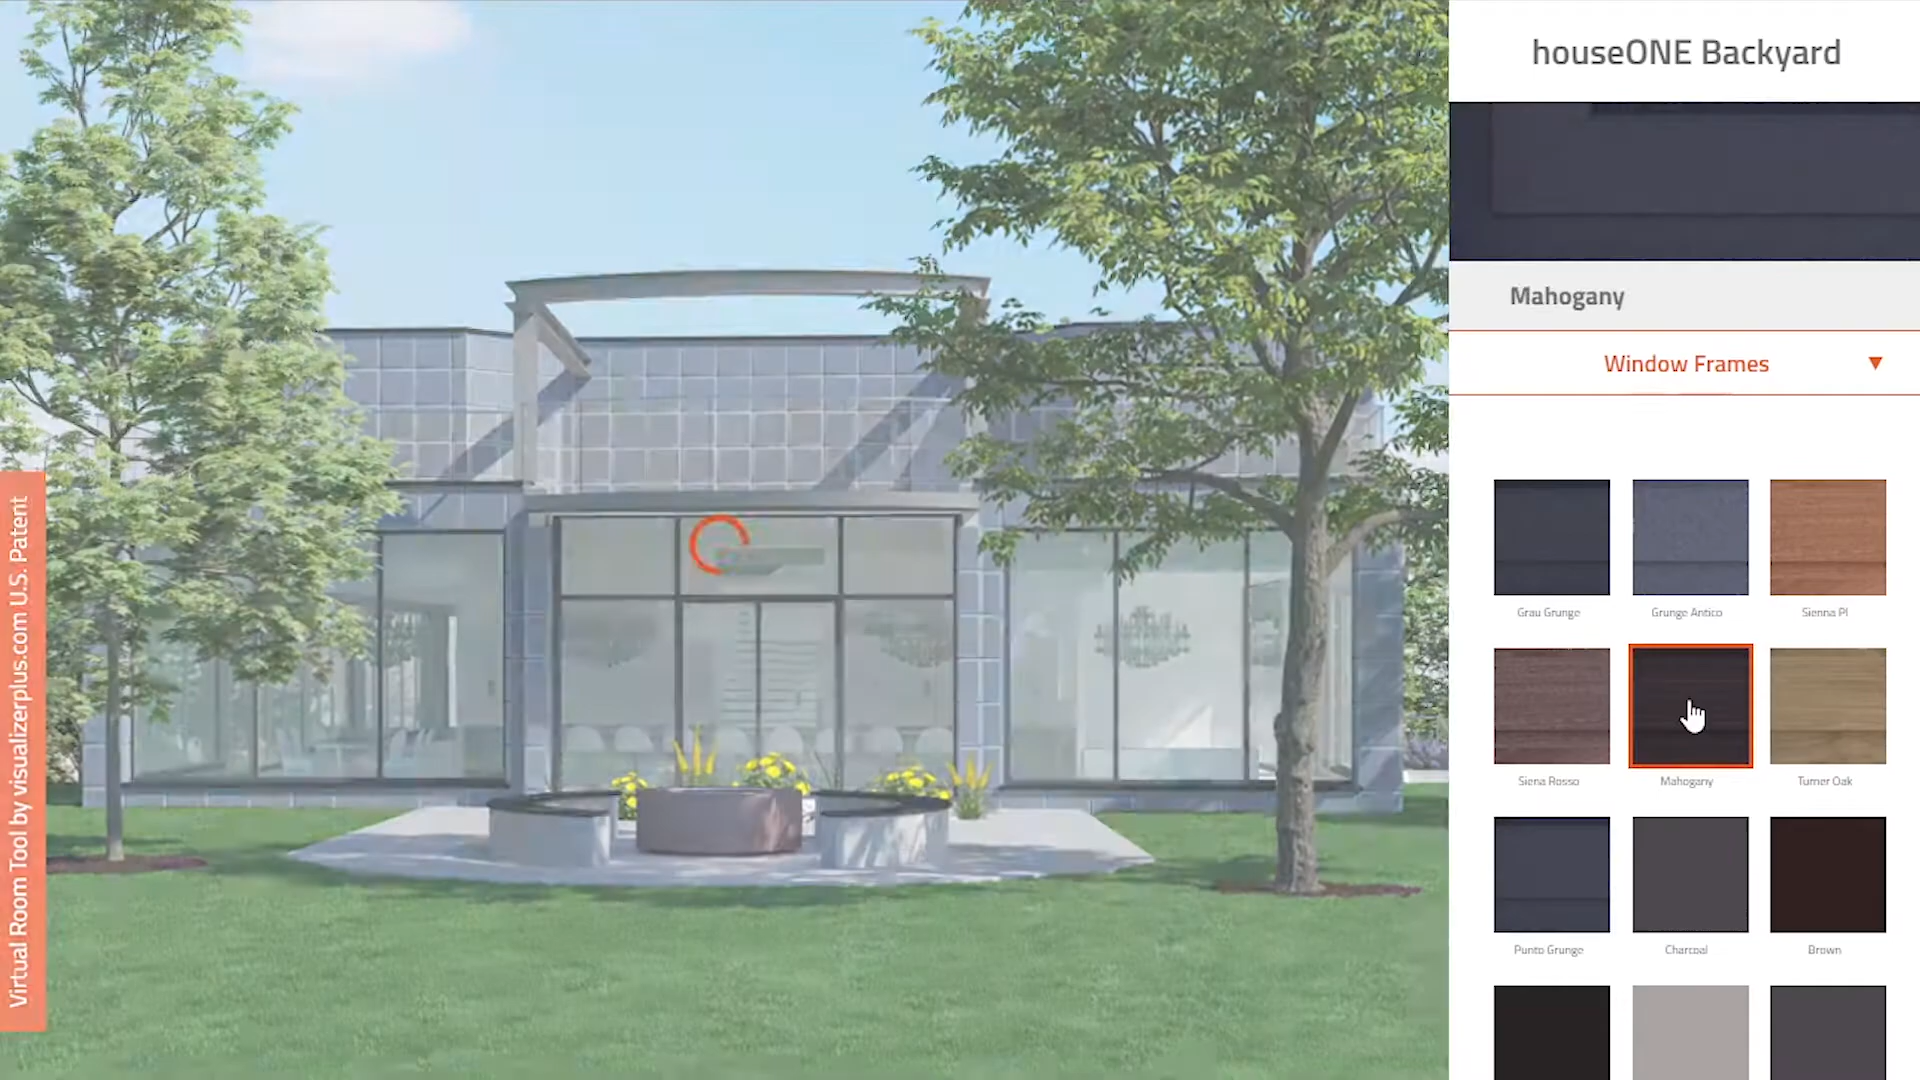 houseONE Backyard
Mahogany
Window Frames
Grau Grunge
Grunge Antico
Sienna PI
Siena Rosso
Mahogany
Turner Oak
Punto Grunge
Charcoal
Brown
Virtual Room Tool by visualizerplus.com U.S. Patent